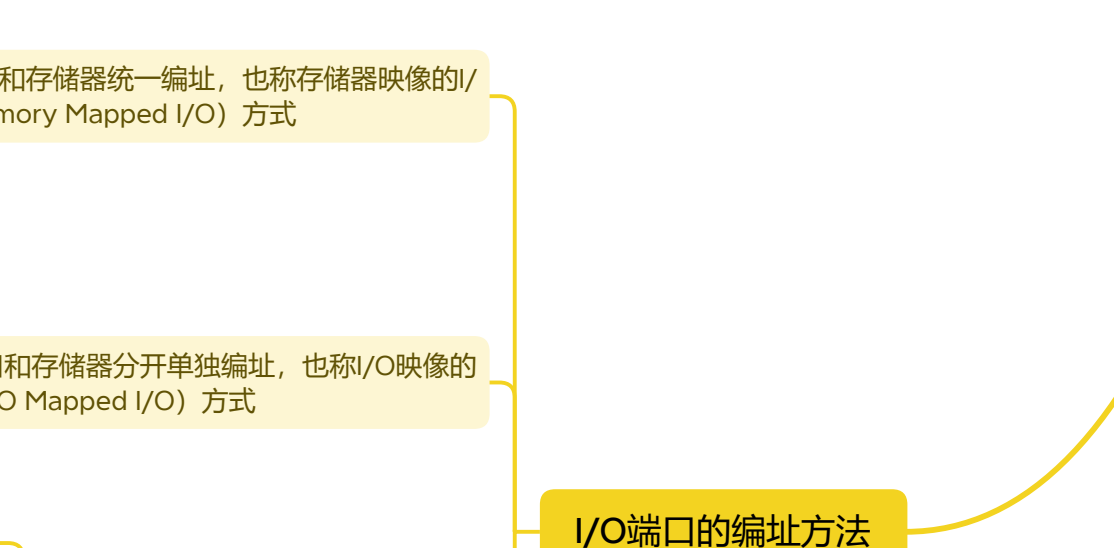 和存储器统一编址，也称存储器映像的I/
mory Mapped I/O）方式
和存储器分开单独编址，也称I/O映像的
O Mapped I/O）方式
I/O端口的编址方法